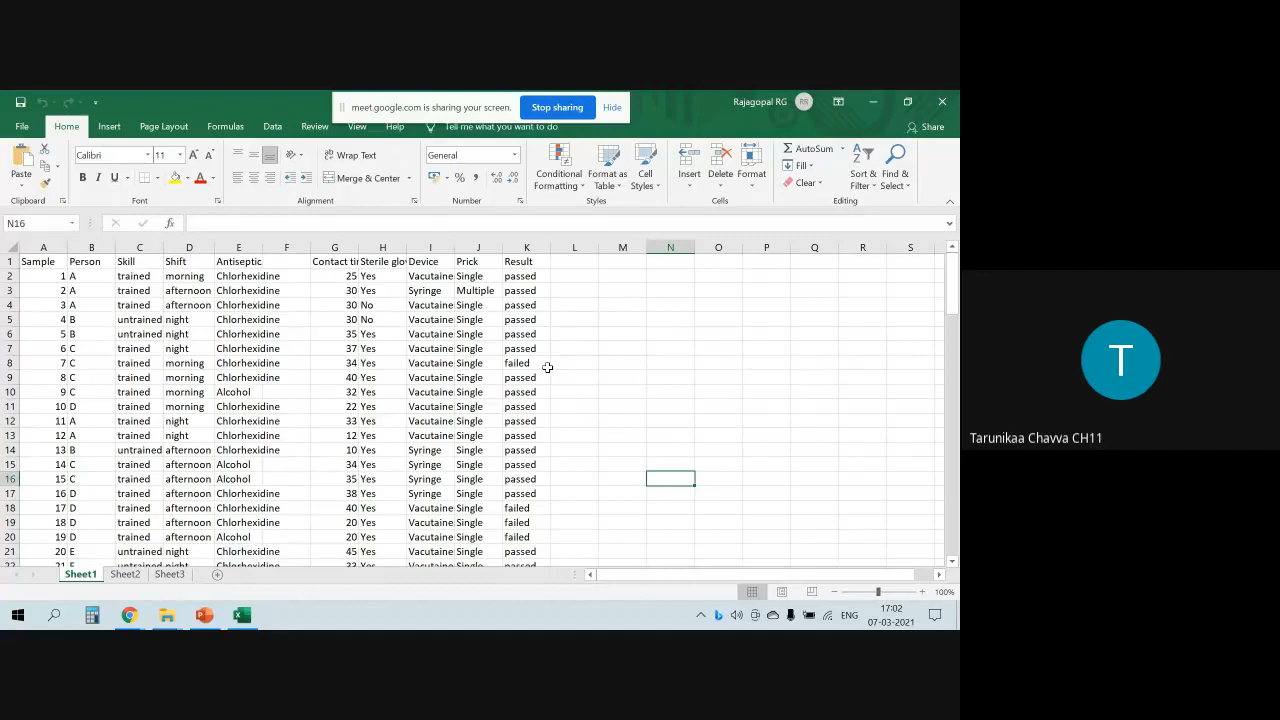 meet.google.com is sharing your screen. Stop sharing Hide
Rajagopal RG RR
File Home Insert Page Layout Formulas Data Review View Help Tell me what you want to do Share
Paste Calibri 11 Wrap Text General Conditional Formatting Format as Table Cell Styles Insert Delete Format AutoSum Fill Clear Sort & Filter Find & Select
B I U Merge & Center
Clipboard Font Alignment Number Styles Cells Editing
N16 fx
A B C D E F G H I J K L M N O P Q R S
1 Sample Person Skill Shift Antiseptic Contact ti Sterile glo Device Prick Result
2 1 A trained morning Chlorhexidine 25 Yes Vacutaine Single passed
3 2 A trained afternoon Chlorhexidine 30 Yes Syringe Multiple passed
4 3 A trained afternoon Chlorhexidine 30 No Vacutaine Single passed
5 4 B untrained night Chlorhexidine 30 No Vacutaine Single passed
6 5 B untrained night Chlorhexidine 35 Yes Vacutaine Single passed
7 6 C trained night Chlorhexidine 37 Yes Vacutaine Single passed
8 7 C trained morning Chlorhexidine 34 Yes Vacutaine Single failed
9 8 C trained morning Chlorhexidine 40 Yes Vacutaine Single passed
10 9 C trained morning Alcohol 32 Yes Vacutaine Single passed
11 10 D trained morning Chlorhexidine 22 Yes Vacutaine Single passed
12 11 A trained night Chlorhexidine 33 Yes Vacutaine Single passed
13 12 A trained night Chlorhexidine 12 Yes Vacutaine Single passed
14 13 B untrained afternoon Chlorhexidine 10 Yes Syringe Single passed
15 14 C trained afternoon Alcohol 34 Yes Syringe Single passed
16 15 C trained afternoon Alcohol 35 Yes Syringe Single passed
17 16 D trained afternoon Chlorhexidine 38 Yes Syringe Single passed
18 17 D trained afternoon Chlorhexidine 40 Yes Vacutaine Single failed
19 18 D trained afternoon Chlorhexidine 20 Yes Vacutaine Single failed
20 19 D trained afternoon Alcohol 20 Yes Vacutaine Single failed
21 20 E untrained night Chlorhexidine 45 Yes Vacutaine Single passed
Sheet1 Sheet2 Sheet3
100%
ENG 17:02
07-03-2021
T
Tarunikaa Chavva CH11